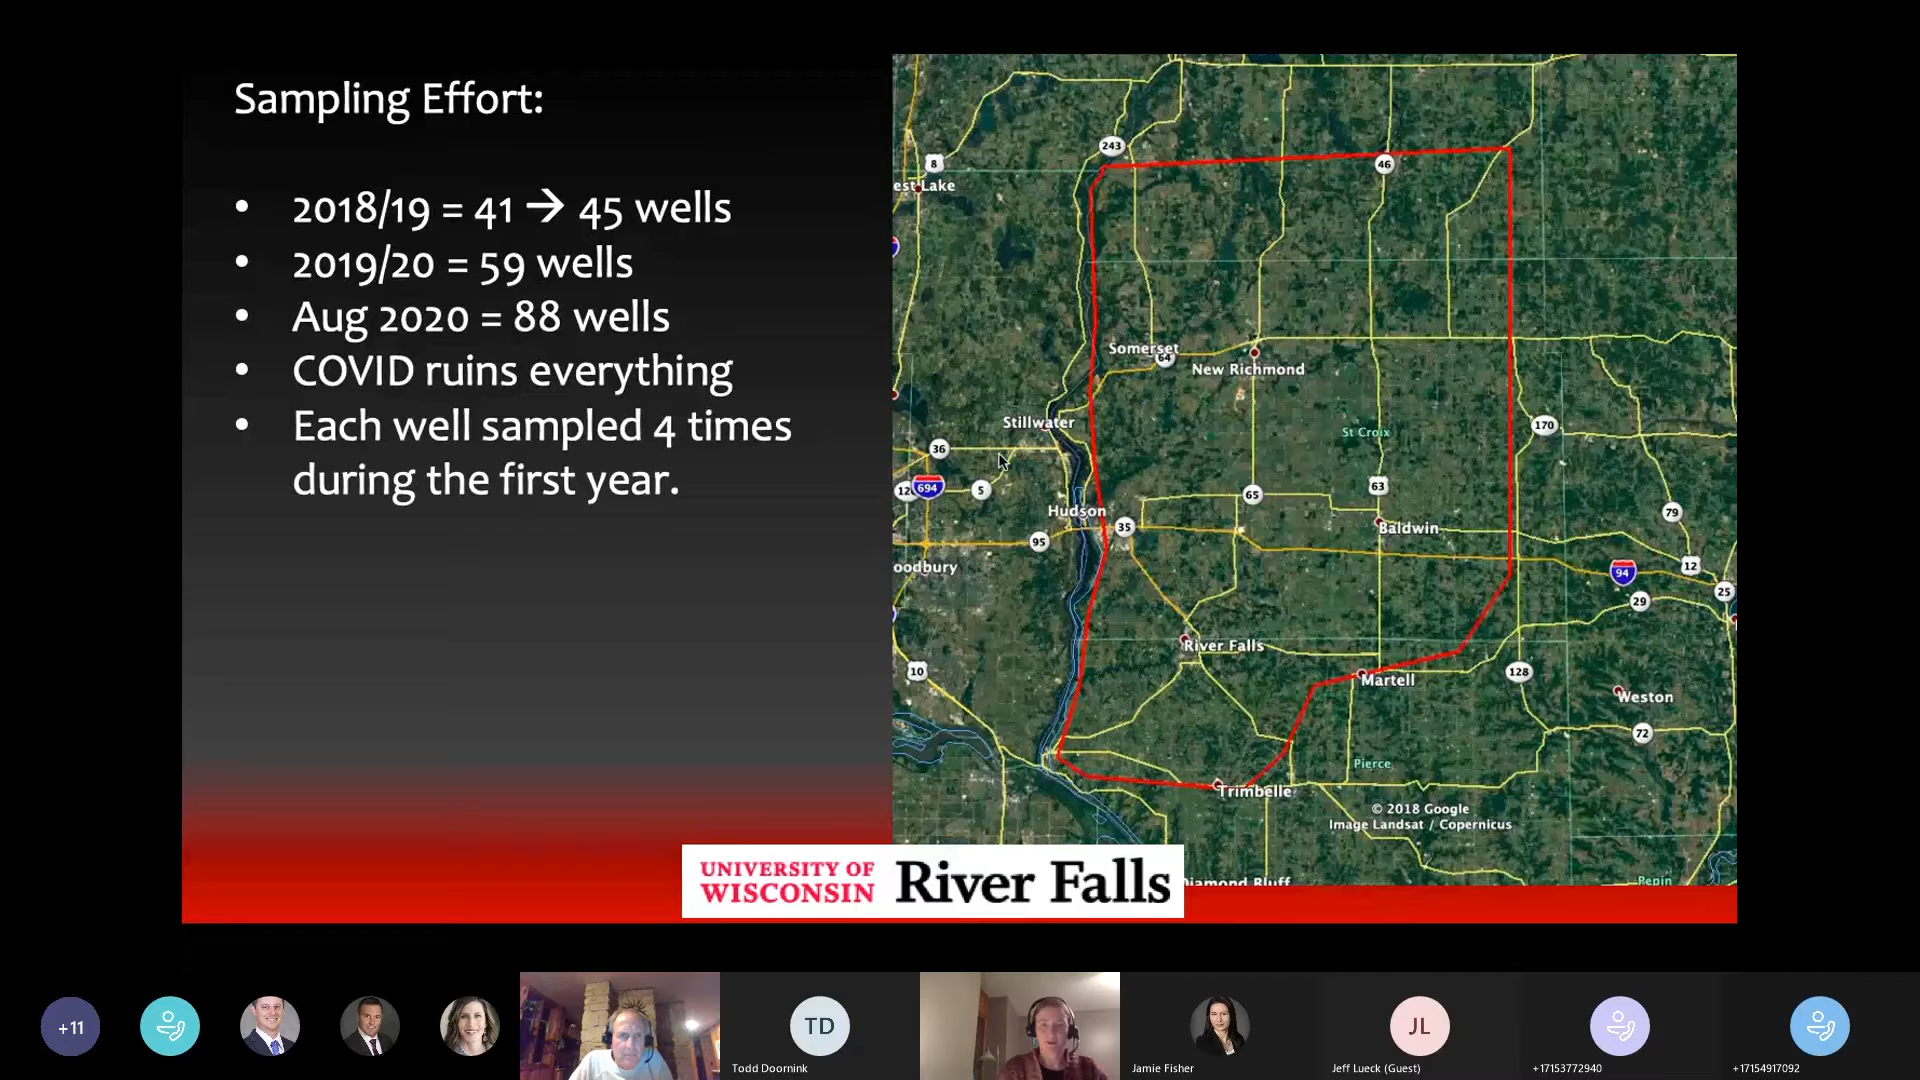 Sampling Effort:
• 2018/19 = 41 → 45 wells
• 2019/20 = 59 wells
• Aug 2020 = 88 wells
• COVID ruins everything
• Each well sampled 4 times
during the first year.
243
8
46
est Lake
Somerset
64
New Richmond
Stillwater
St Croix
170
36
694
5
65
63
79
Hudson
35
Baldwin
95
oodbury
94
12
25
29
River Falls
10
Martell
128
Weston
72
Pierce
Trimbelle
© 2018 Google
Image Landsat / Copernicus
Diamond Bluff
Pepin
UNIVERSITY OF
WISCONSIN
River Falls
+11
TD
Todd Doornink
Jamie Fisher
JL
Jeff Lueck (Guest)
+17153772940
+17154917092